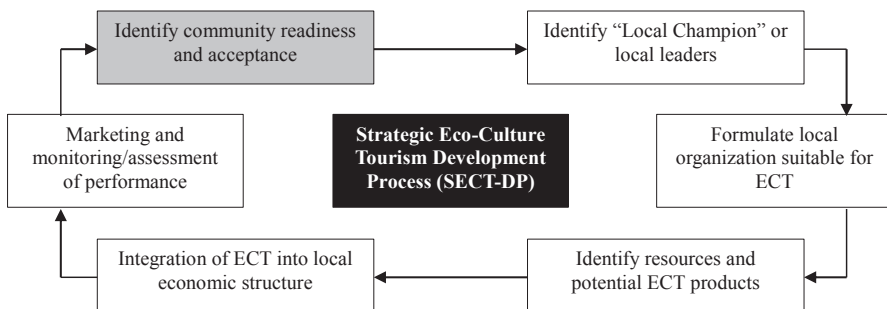 Identify community readiness
and acceptance
Identify “Local Champion” or
local leaders
Marketing and
monitoring/assessment
of performance
Strategic Eco-Culture
Tourism Development
Process (SECT-DP)
Formulate local
organization suitable for
ECT
Integration of ECT into local
economic structure
Identify resources and
potential ECT products